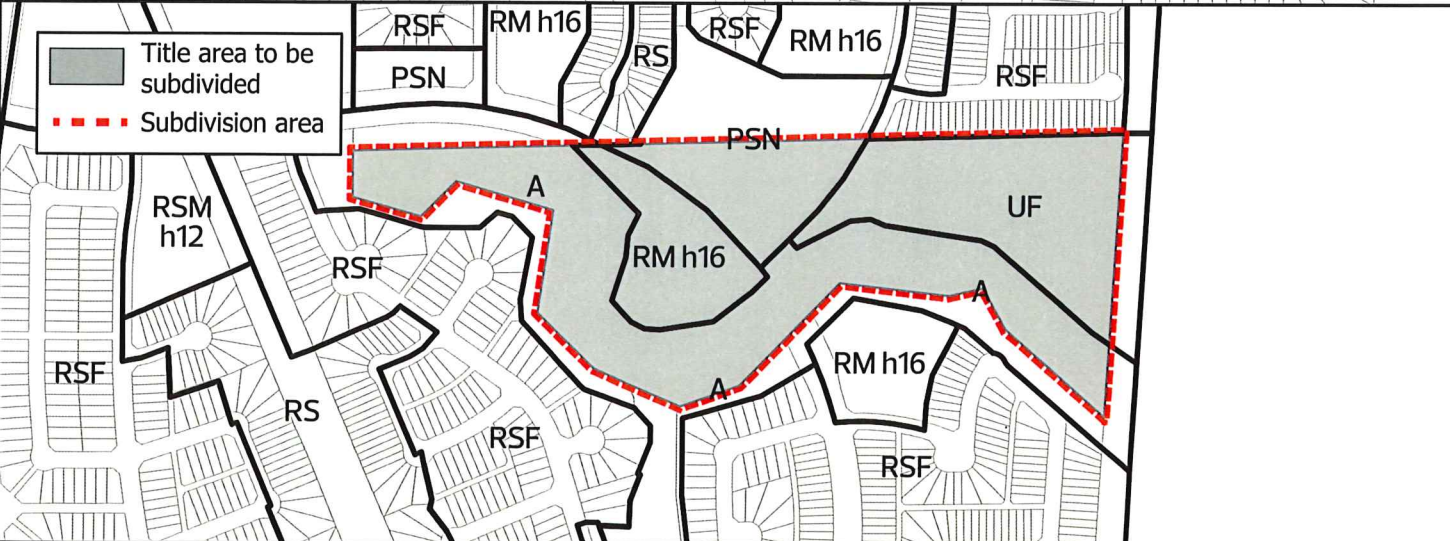 RSF
RM h16
RS
RSF
RM h16
Title area to be
subdivided
Subdivision area
PSN
RSF
PSN
A
RSM
h12
UF
RSF
RM h16
A
RSF
RM h16
A
RS
RSF
RSF